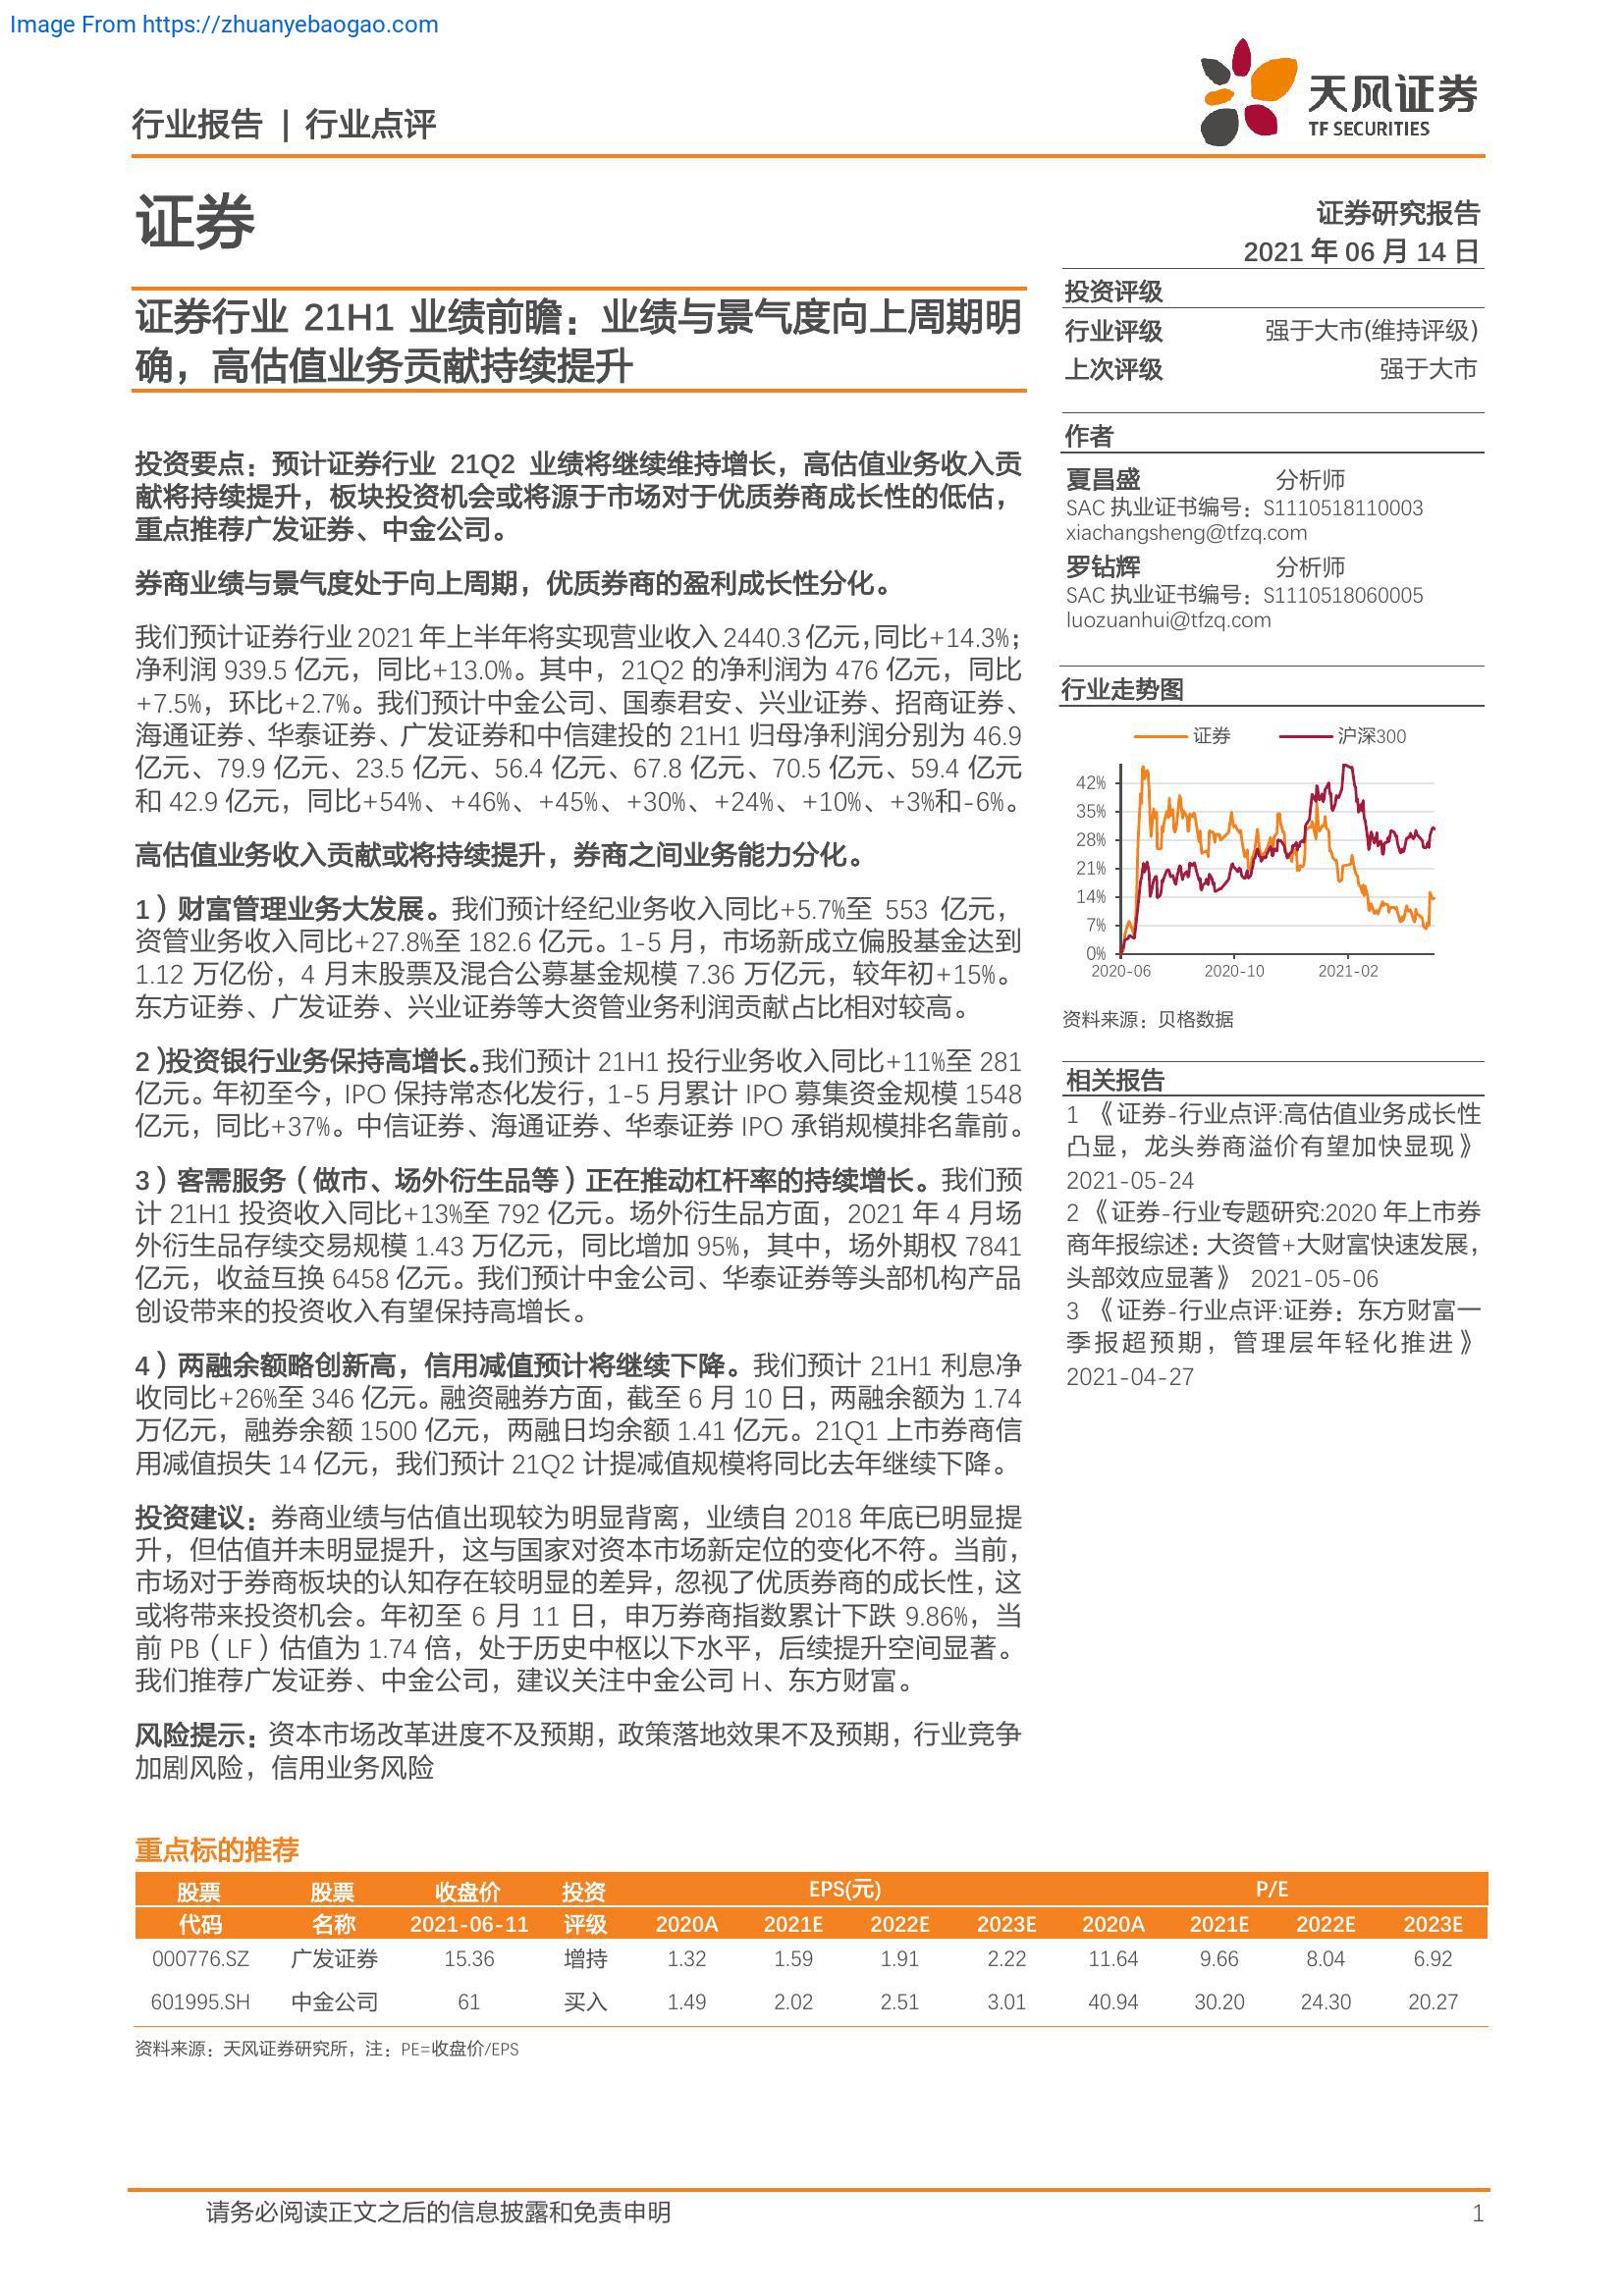 Image From https://zhuanyebaogao.com
行业报告 | 行业点评
天风证券
TF SECURITIES
证券
证券研究报告
2021 年 06 月 14 日
证券行业 21H1 业绩前瞻：业绩与景气度向上周期明
确，高估值业务贡献持续提升
投资要点：预计证券行业 21Q2 业绩将继续维持增长，高估值业务收入贡
献将持续提升，板块投资机会或将源于市场对于优质券商成长性的低估，
重点推荐广发证券、中金公司。
券商业绩与景气度处于向上周期，优质券商的盈利成长性分化。
我们预计证券行业 2021 年上半年将实现营业收入 2440.3 亿元，同比+14.3%；
净利润 939.5 亿元，同比+13.0%。其中，21Q2 的净利润为 476 亿元，同比
+7.5%，环比+2.7%。我们预计中金公司、国泰君安、兴业证券、招商证券、
海通证券、华泰证券、广发证券和中信建投的 21H1 归母净利润分别为 46.9
亿元、79.9 亿元、23.5 亿元、56.4 亿元、67.8 亿元、70.5 亿元、59.4 亿元
和 42.9 亿元，同比+54%、+46%、+45%、+30%、+24%、+10%、+3%和-6%。
高估值业务收入贡献或将持续提升，券商之间业务能力分化。
1）财富管理业务大发展。我们预计经纪业务收入同比+5.7%至 553 亿元，
资管业务收入同比+27.8%至 182.6 亿元。1-5 月，市场新成立偏股基金达到
1.12 万亿份，4 月末股票及混合公募基金规模 7.36 万亿元，较年初+15%。
东方证券、广发证券、兴业证券等大资管业务利润贡献占比相对较高。
2）投资银行业务保持高增长。我们预计 21H1 投行业务收入同比+11%至 281
亿元。年初至今，IPO 保持常态化发行，1-5 月累计 IPO 募集资金规模 1548
亿元，同比+37%。中信证券、海通证券、华泰证券 IPO 承销规模排名靠前。
3）客需服务（做市、场外衍生品等）正在推动杠杆率的持续增长。我们预
计 21H1 投资收入同比+13%至 792 亿元。场外衍生品方面，2021 年 4 月场
外衍生品存续交易规模 1.43 万亿元，同比增加 95%，其中，场外期权 7841
亿元，收益互换 6458 亿元。我们预计中金公司、华泰证券等头部机构产品
创设带来的投资收入有望保持高增长。
4）两融余额略创新高，信用减值预计将继续下降。我们预计 21H1 利息净
收同比+26%至 346 亿元。融资融券方面，截至 6 月 10 日，两融余额为 1.74
万亿元，融券余额 1500 亿元，两融日均余额 1.41 亿元。21Q1 上市券商信
用减值损失 14 亿元，我们预计 21Q2 计提减值规模将同比去年继续下降。
投资建议：券商业绩与估值出现较为明显背离，业绩自 2018 年底已明显提
升，但估值并未明显提升，这与国家对资本市场新定位的变化不符。当前，
市场对于券商板块的认知存在较明显的差异，忽视了优质券商的成长性，这
或将带来投资机会。年初至 6 月 11 日，申万券商指数累计下跌 9.86%，当
前 PB（LF）估值为 1.74 倍，处于历史中枢以下水平，后续提升空间显著。
我们推荐广发证券、中金公司，建议关注中金公司 H、东方财富。
风险提示：资本市场改革进度不及预期，政策落地效果不及预期，行业竞争
加剧风险，信用业务风险
投资评级
行业评级 强于大市(维持评级)
上次评级 强于大市
作者
夏昌盛 分析师
SAC 执业证书编号：S1110518110003
xiachangsheng@tfzq.com
罗钻辉 分析师
SAC 执业证书编号：S1110518060005
luozuanhui@tfzq.com
行业走势图
证券 沪深300
42%
35%
28%
21%
14%
7%
0%
2020-06 2020-10 2021-02
资料来源：贝格数据
相关报告
1 《证券-行业点评:高估值业务成长性
凸显，龙头券商溢价有望加快显现》
2021-05-24
2 《证券-行业专题研究:2020 年上市券
商年报综述：大资管+大财富快速发展，
头部效应显著》 2021-05-06
3 《证券-行业点评:证券：东方财富一
季报超预期，管理层年轻化推进》
2021-04-27
重点标的推荐
股票 股票 收盘价 投资 EPS(元) P/E
代码 名称 2021-06-11 评级 2020A 2021E 2022E 2023E 2020A 2021E 2022E 2023E
000776.SZ 广发证券 15.36 增持 1.32 1.59 1.91 2.22 11.64 9.66 8.04 6.92
601995.SH 中金公司 61 买入 1.49 2.02 2.51 3.01 40.94 30.20 24.30 20.27
资料来源：天风证券研究所，注：PE=收盘价/EPS
请务必阅读正文之后的信息披露和免责申明 1